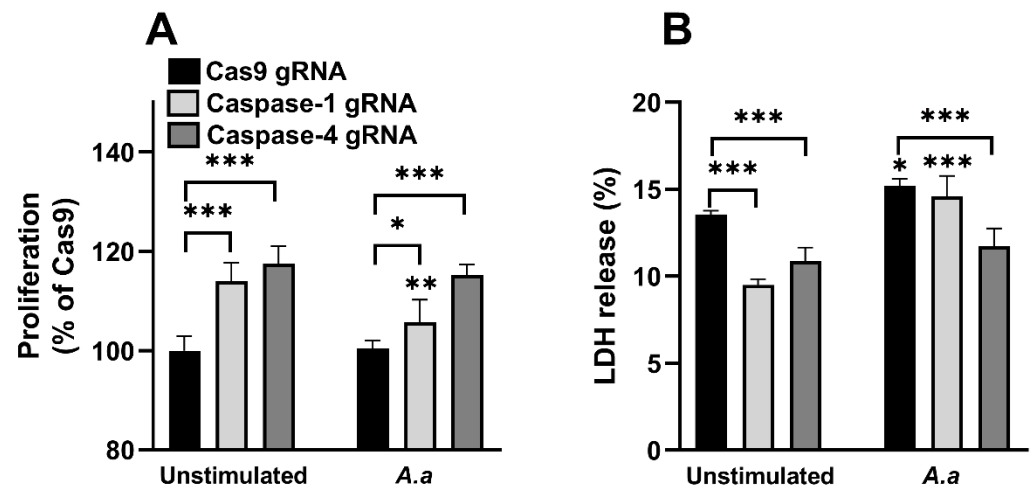 A
Cas9 gRNA
Caspase-1 gRNA
Caspase-4 gRNA
Proliferation
(% of Cas9)
140
120
100
80
***
***
***
*
**
Unstimulated
A.a
B
LDH release (%)
20
15
10
5
0
***
***
***
*
***
Unstimulated
A.a